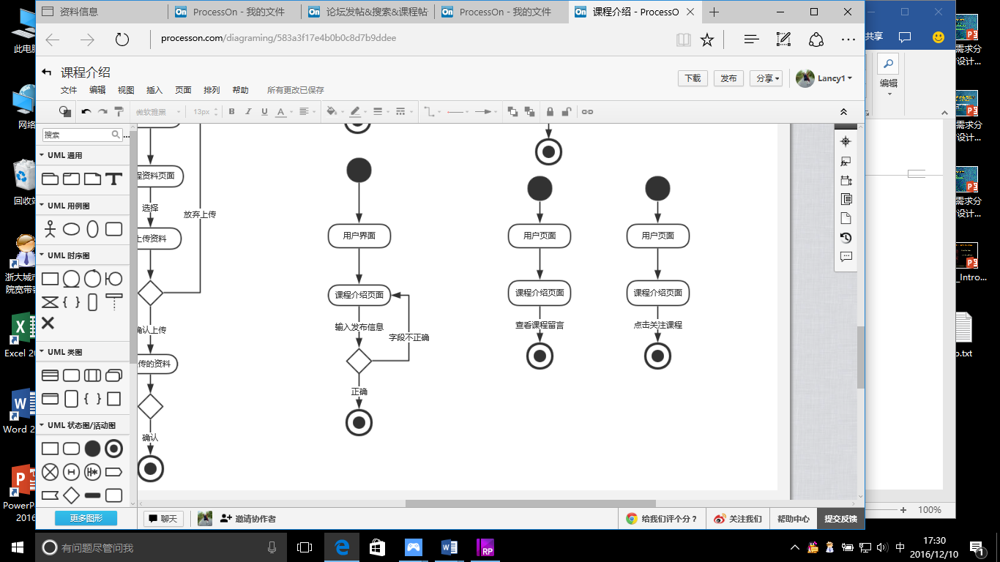 资料信息
ProcessOn - 我的文件
论坛发帖&搜索&课程帖
ProcessOn - 我的文件
课程介绍 - ProcessO
processon.com/diagraming/583a3f17e4b0b0c8d7b9ddee
课程介绍
文件 编辑 视图 插入 页面 排列 帮助 所有更改已保存
下载 发布 分享 Lancy1
微软雅黑 13px B I U A
搜索
UML 通用
UML 用例图
UML 时序图
UML 类图
UML 状态图/活动图
更多图形
程资料页面
选择
上传资料
放弃上传
确认上传
传的资料
确认
用户界面
课程介绍页面
输入发布信息
字段不正确
正确
用户页面
课程介绍页面
查看课程留言
用户页面
课程介绍页面
点击关注课程
聊天
邀请协作者
给我们评个分？
关注我们
帮助中心
提交反馈
共享
编辑
100%
此电脑
网络
回收站
浙大城市
院宽带
Excel 20
Word 20
PowerP
2016
需求分
设计...
需求分
设计...
需求分
设计...
_Intro...
o.txt
有问题尽管问我
RP
中
17:30
2016/12/10
1